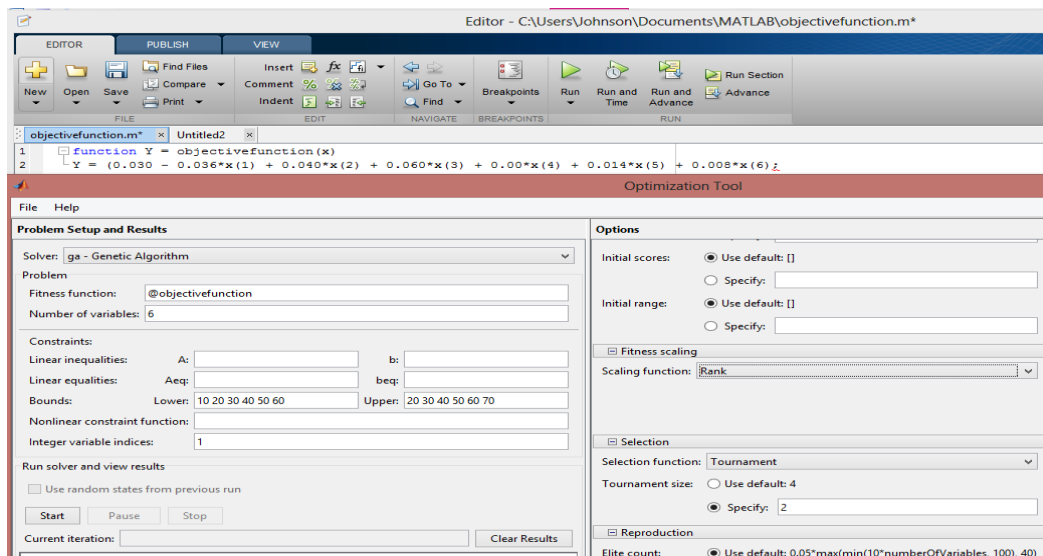 Editor - C:\Users\Johnson\Documents\MATLAB\objectivefunction.m*
EDITOR PUBLISH VIEW
New Open Save Find Files Compare Print
Insert fx
Comment %
Indent
Go To
Find
Breakpoints
Run
Run and Time
Run and Advance
Run Section
Advance
FILE EDIT NAVIGATE BREAKPOINTS RUN
objectivefunction.m* × Untitled2 ×
1 function Y = objectivefunction(x)
2 Y = (0.030 - 0.036*x(1) + 0.040*x(2) + 0.060*x(3) + 0.00*x(4) + 0.014*x(5) + 0.008*x(6);
Optimization Tool
File Help
Problem Setup and Results
Solver: ga - Genetic Algorithm
Problem
Fitness function: @objectivefunction
Number of variables: 6
Constraints:
Linear inequalities: A: b:
Linear equalities: Aeq: beq:
Bounds: Lower: 10 20 30 40 50 60 Upper: 20 30 40 50 60 70
Nonlinear constraint function:
Integer variable indices: 1
Run solver and view results
Use random states from previous run
Start Pause Stop
Current iteration: Clear Results
Options
Initial scores: Use default: []
Specify:
Initial range: Use default: []
Specify:
Fitness scaling
Scaling function: Rank
Selection
Selection function: Tournament
Tournament size: Use default: 4
Specify: 2
Reproduction
Elite count: Use default: 0.05*max(min(10*numberOfVariables, 100), 40)